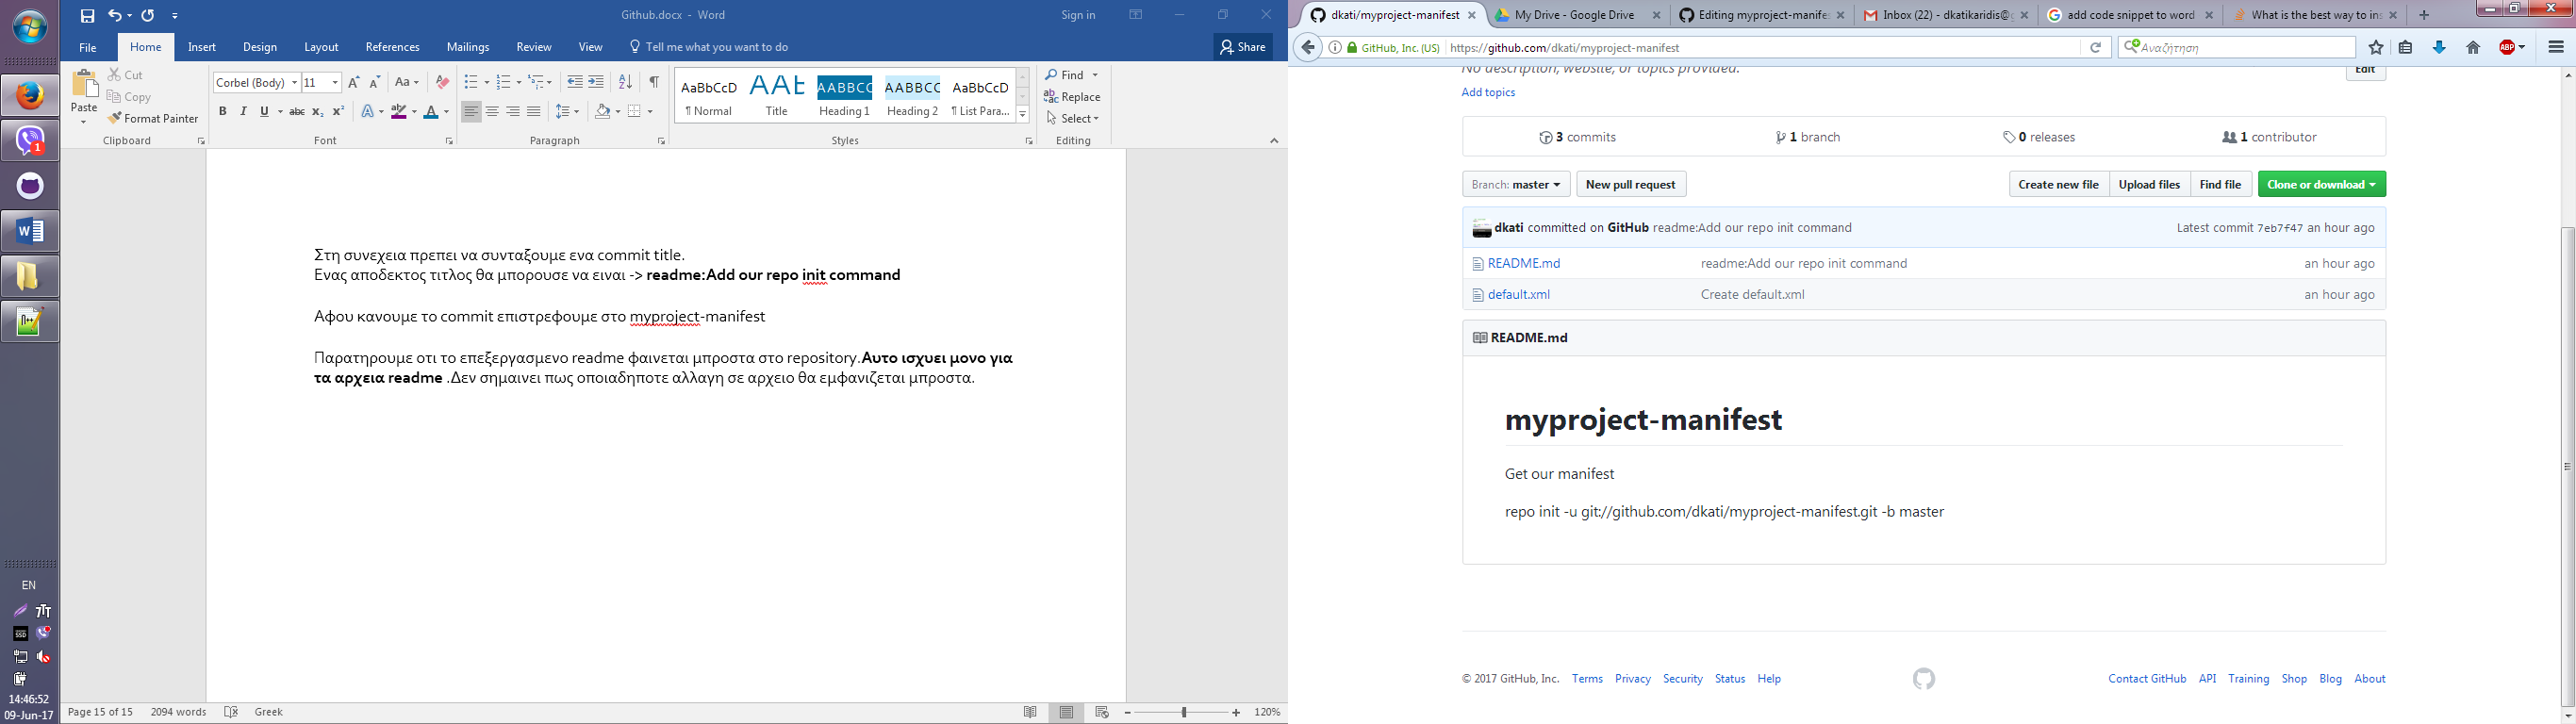 Github.docx - Word
Sign in
File
Home
Insert
Design
Layout
References
Mailings
Review
View
Tell me what you want to do
Share
Paste
Cut
Copy
Format Painter
Clipboard
Corbel (Body)
11
Font
Paragraph
AaBbCcD
¶ Normal
Title
AABBCC
Heading 1
AABBCC
Heading 2
AaBbCcD
¶ List Para...
Styles
Find
Replace
Select
Editing
Στη συνεχεια πρεπει να συνταξουμε ενα commit title.
Ενας αποδεκτος τιτλος θα μπορουσε να ειναι -> readme:Add our repo init command
Αφου κανουμε το commit επιστρεφουμε στο myproject-manifest
Παρατηρουμε οτι το επεξεργασμενο readme φαινεται μπροστα στο repository.Αυτο ισχυει μονο για
τα αρχεια readme .Δεν σημαινει πως οποιαδηποτε αλλαγη σε αρχειο θα εμφανιζεται μπροστα.
Page 15 of 15
2094 words
Greek
120%
EN
14:46:52
09-Jun-17
dkati/myproject-manifest
My Drive - Google Drive
Editing myproject-manifes
Inbox (22) - dkatikaridis@g
add code snippet to word
What is the best way to ins
GitHub, Inc. (US)
https://github.com/dkati/myproject-manifest
Αναζήτηση
ABP
No description, website, or topics provided.
Edit
Add topics
3 commits
1 branch
0 releases
1 contributor
Branch: master
New pull request
Create new file
Upload files
Find file
Clone or download
dkati committed on GitHub readme:Add our repo init command
Latest commit 7eb7f47 an hour ago
README.md
readme:Add our repo init command
an hour ago
default.xml
Create default.xml
an hour ago
README.md
myproject-manifest
Get our manifest
repo init -u git://github.com/dkati/myproject-manifest.git -b master
© 2017 GitHub, Inc.
Terms
Privacy
Security
Status
Help
Contact GitHub
API
Training
Shop
Blog
About